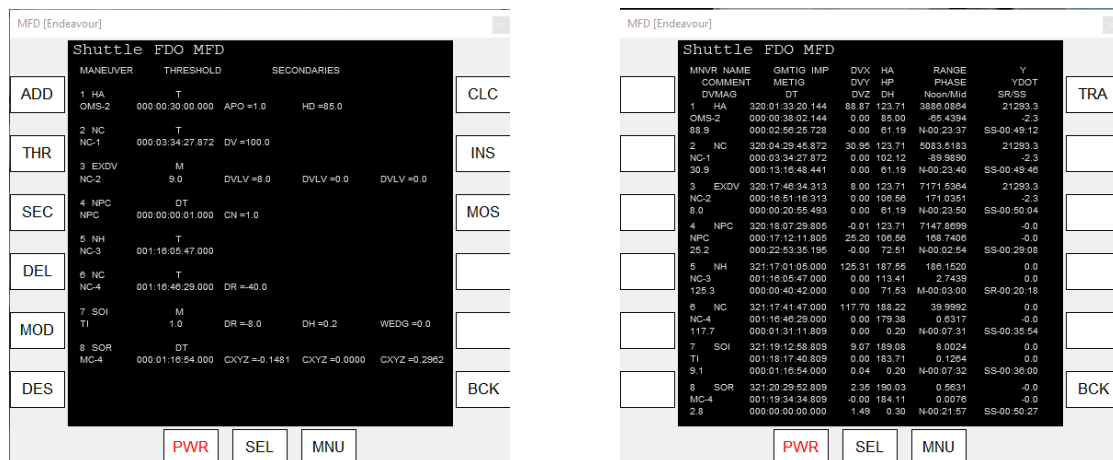 MFD [Endeavour]
Shuttle FDO MFD
MANEUVER THRESHOLD SECONDARIES
1 HA T
OMS-2 000:00:30:00.000 APO =1.0 HD =85.0
2 NC T
NC-1 000:03:34:27.872 DV =100.0
3 EXDV M
NC-2 9.0 DVLV =8.0 DVLV =0.0 DVLV =0.0
4 NPC DT
NPC 000:00:00:01.000 CN =1.0
5 NH T
NC-3 001:16:05:47.000
6 NC T
NC-4 001:16:46:29.000 DR =-40.0
7 SOI M
TI 1.0 DR =-8.0 DH =0.2 WEDG =0.0
8 SOR DT
MC-4 000:01:16:54.000 CXYZ =-0.1481 CXYZ =0.0000 CXYZ =0.2962
ADD
THR
SEC
DEL
MOD
DES
CLC
INS
MOS
BCK
PWR SEL MNU
MFD [Endeavour]
Shuttle FDO MFD
MNVR NAME GMTIG IMP DVX HA RANGE Y
COMMENT METIG DVY HP PHASE YDOT
DVMAG DT DVZ DH Noon/Mid SR/SS
1 HA 320:01:33:20.144 88.87 123.71 3886.0864 21293.3
OMS-2 000:00:38:02.144 0.00 85.00 -65.4394 -2.3
88.9 000:02:56:25.728 -0.00 61.19 N-00:23:37 SS-00:49:12
2 NC 320:04:29:45.872 30.95 123.71 5083.5183 21293.3
NC-1 000:03:34:27.872 0.00 102.12 -89.9890 -2.3
30.9 000:13:16:48.441 0.00 61.19 N-00:23:40 SS-00:49:46
3 EXDV 320:17:46:34.313 8.00 123.71 7171.5364 21293.3
NC-2 000:16:51:16.313 0.00 106.56 171.0351 -2.3
8.0 000:00:20:55.493 0.00 61.19 N-00:23:50 SS-00:50:04
4 NPC 320:18:07:29.805 -0.01 123.71 7147.8699 -0.0
NPC 000:17:12:11.805 25.20 106.56 168.7406 -0.0
25.2 000:22:53:35.195 -0.00 72.51 N-00:02:54 SS-00:29:08
5 NH 321:17:01:05.000 125.31 187.55 186.1520 0.0
NC-3 001:16:05:47.000 0.00 113.41 2.7439 0.0
125.3 000:00:40:42.000 0.00 71.53 M-00:03:00 SR-00:20:18
6 NC 321:17:41:47.000 117.70 188.22 39.9992 0.0
NC-4 001:16:46:29.000 0.00 179.38 0.6317 -0.0
117.7 000:01:31:11.809 0.00 0.20 N-00:07:31 SS-00:35:54
7 SOI 321:19:12:58.809 9.07 189.08 8.0024 0.0
TI 001:18:17:40.809 0.00 183.71 0.1264 0.0
9.1 000:01:16:54.000 0.04 0.20 N-00:07:32 SS-00:36:00
8 SOR 321:20:29:52.809 2.35 190.03 0.5631 -0.0
MC-4 001:19:34:34.809 -0.00 184.11 0.0076 -0.0
2.8 000:00:00:00.000 1.49 0.30 N-00:21:57 SS-00:50:27
TRA
BCK
PWR SEL MNU